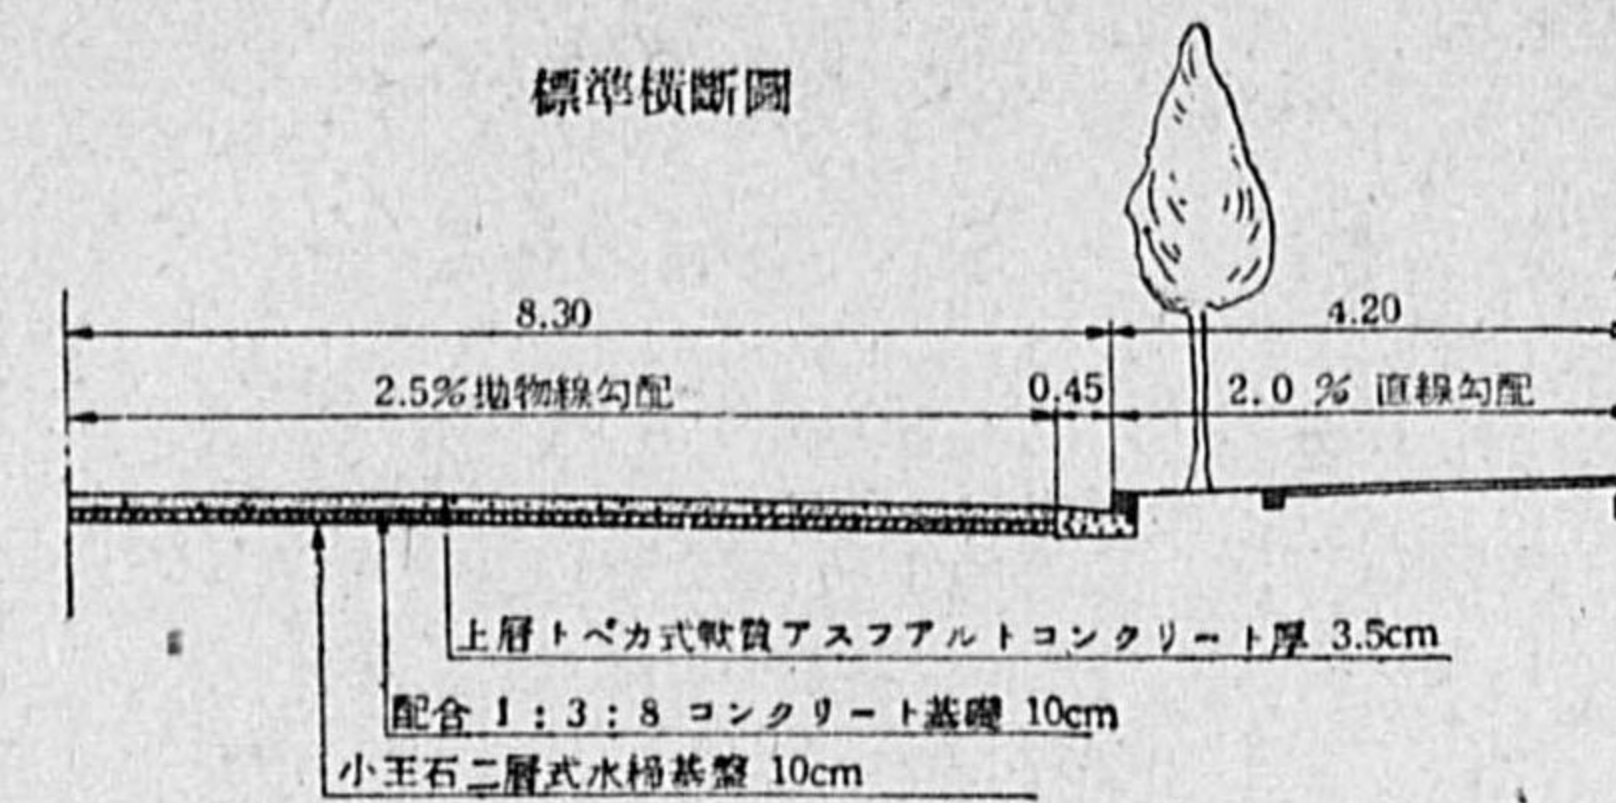 標準横斷圖
8.30
4.20
2.5%拋物線勾配
0.45
2.0 % 直線勾配
上層トペカ式軟質アスフアルトコンクリート厚 3.5cm
配合 1：3：8 コンクリート基礎 10cm
小玉石二層式水締基盤 10cm